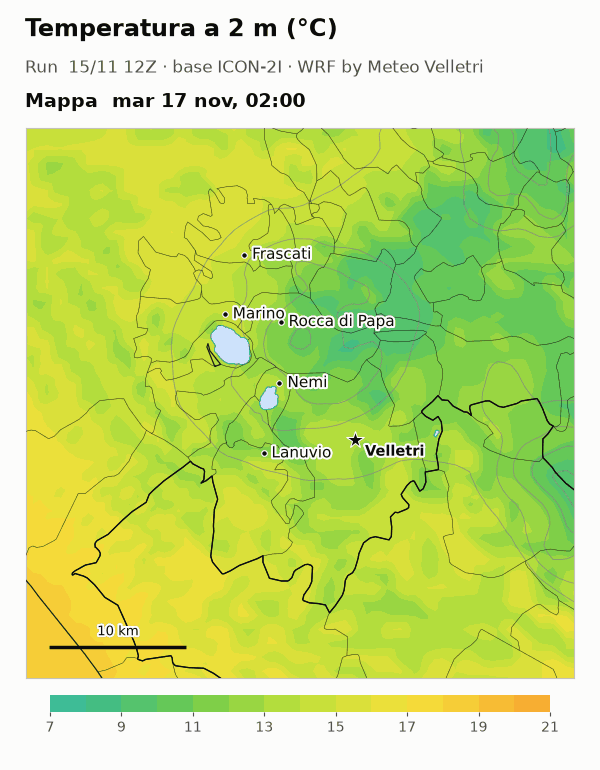 Temperatura a 2 m (°C)
Run  15/11 12Z · base ICON-2I · WRF by Meteo Velletri
Mappa  mar 17 nov, 02:00
Frascati
Marino
Rocca di Papa
Nemi
Velletri
Lanuvio
10 km
7 9 11 13 15 17 19 21